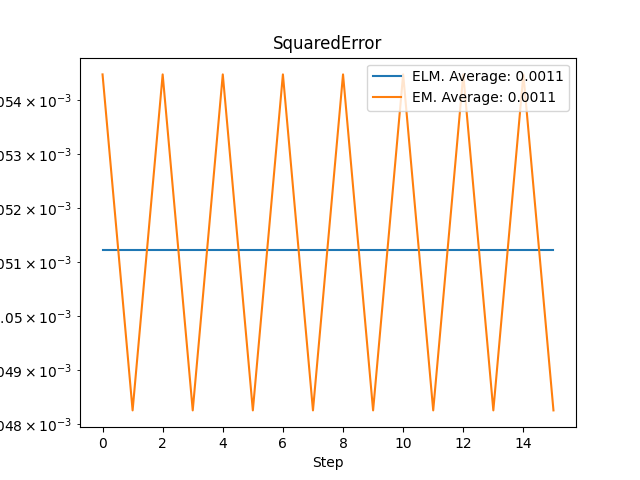 SquaredError
ELM. Average: 0.0011
EM. Average: 0.0011
054 × 10⁻³
053 × 10⁻³
052 × 10⁻³
051 × 10⁻³
.05 × 10⁻³
049 × 10⁻³
048 × 10⁻³
0 2 4 6 8 10 12 14
Step